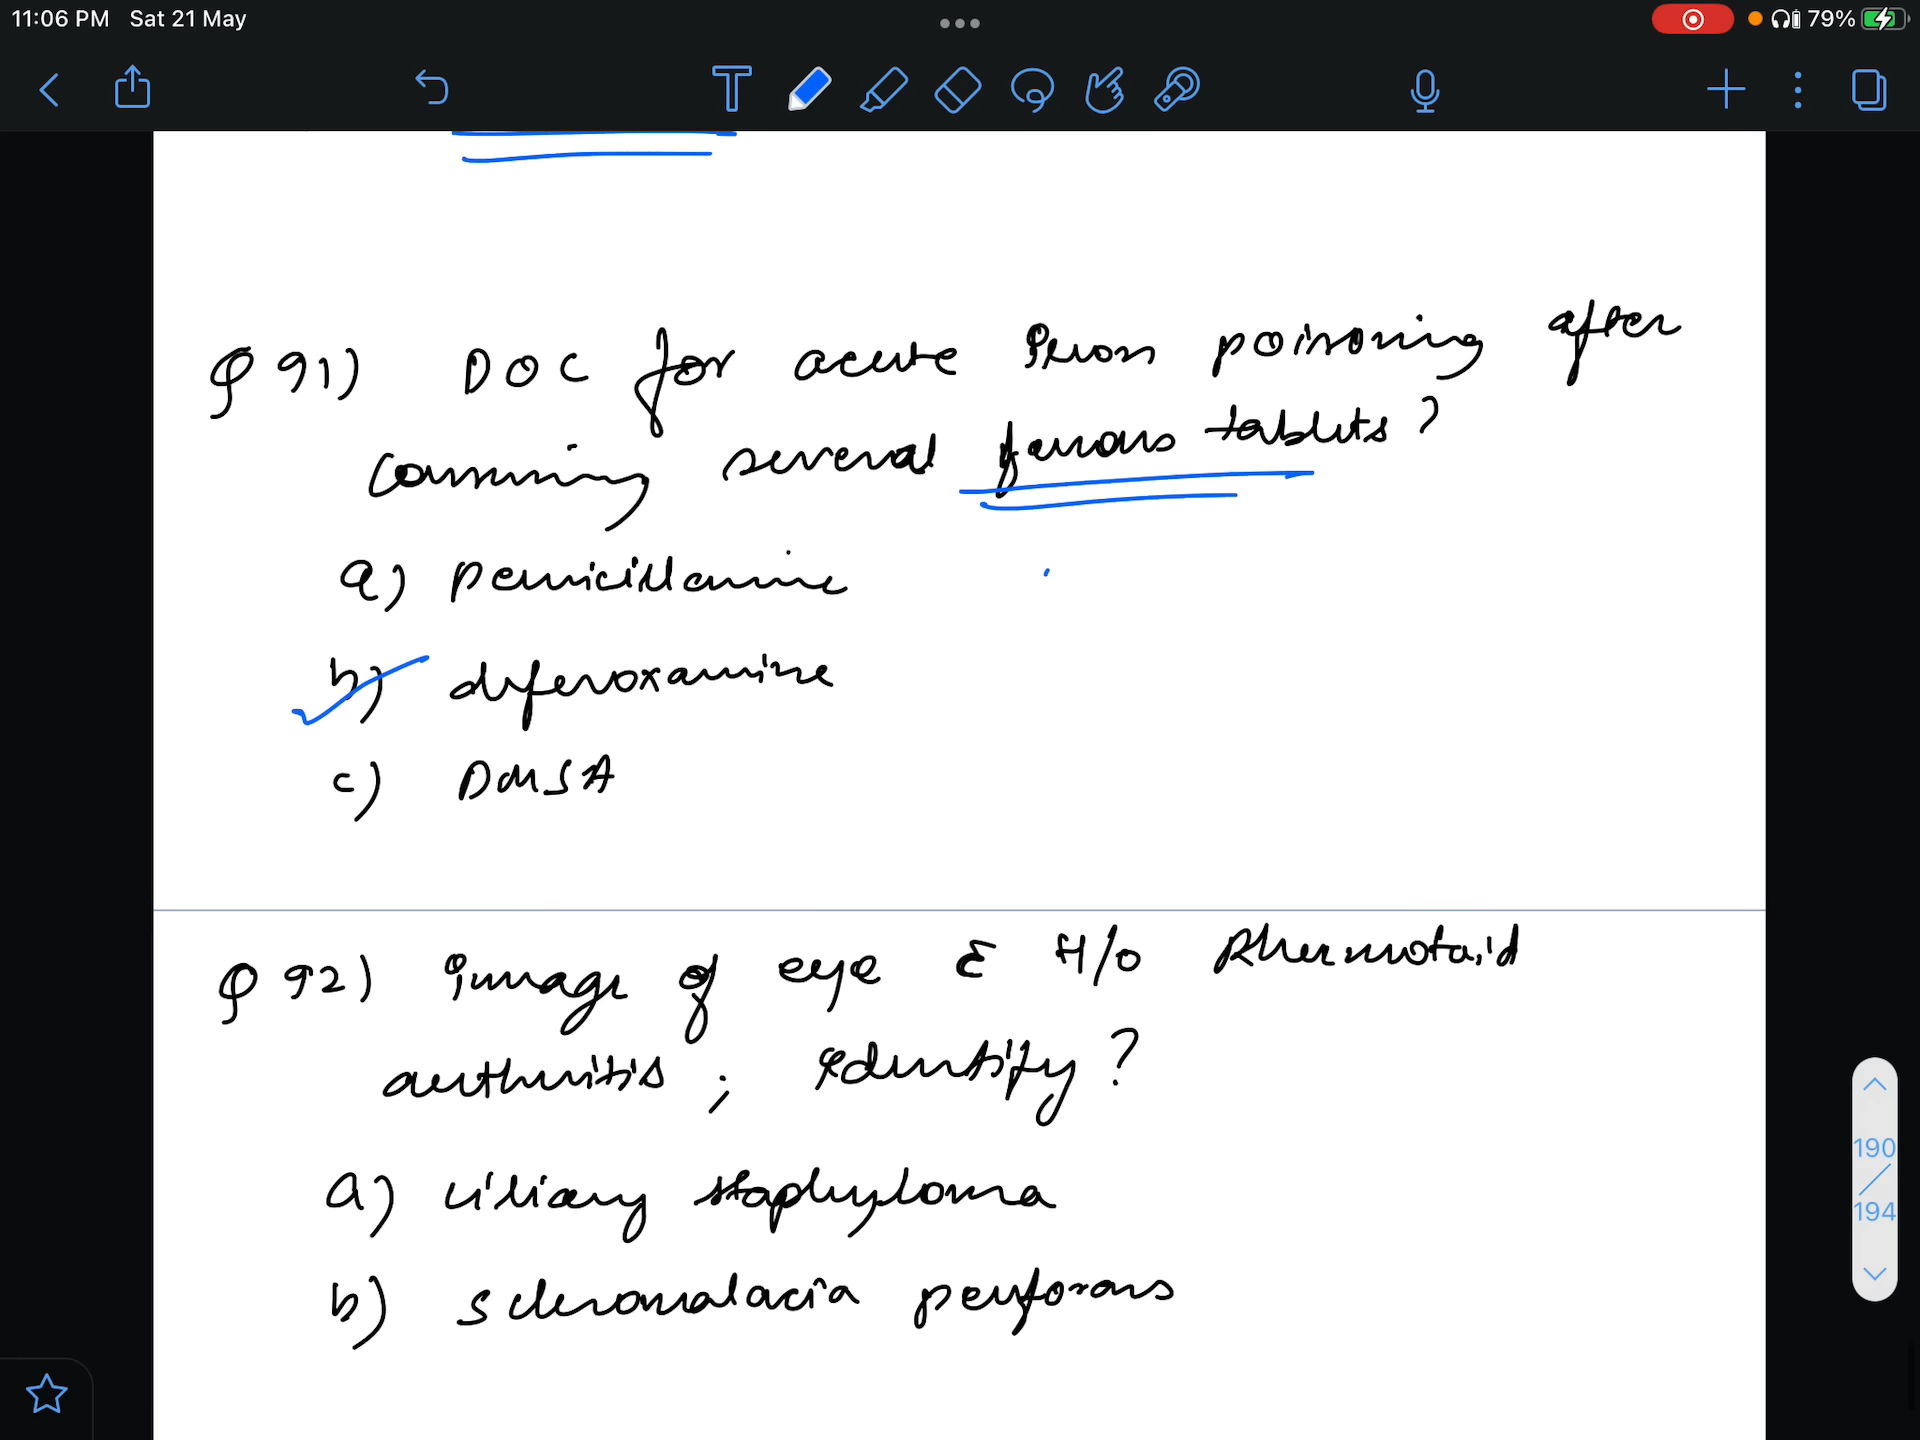 11:06 PM Sat 21 May
79%
Q 91) DOC for acute Iron poisoning after
consuming several ferrous tablets?
a) penicillamine
b) deferoxamine
c) DMSA
Q 92) Image of eye c H/o Rheumotaid
arthritis; Identify?
a) ciliary staphyloma
b) scleromalacia perforans
190
194